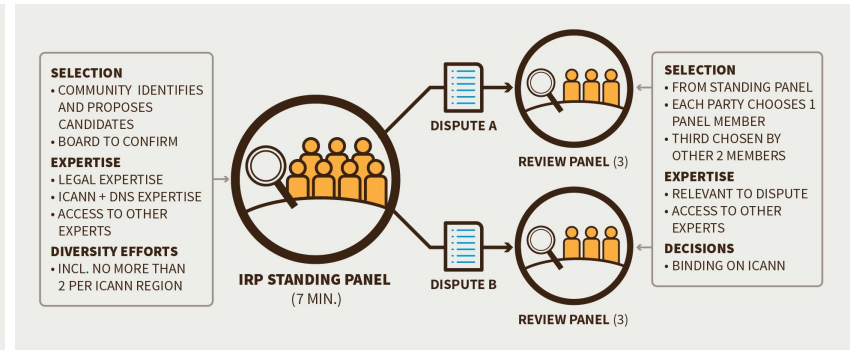 SELECTION
• COMMUNITY IDENTIFIES
AND PROPOSES
CANDIDATES
• BOARD TO CONFIRM
EXPERTISE
• LEGAL EXPERTISE
• ICANN + DNS EXPERTISE
• ACCESS TO OTHER
EXPERTS
DIVERSITY EFFORTS
• INCL. NO MORE THAN
2 PER ICANN REGION
IRP STANDING PANEL
(7 MIN.)
DISPUTE A
REVIEW PANEL (3)
DISPUTE B
REVIEW PANEL (3)
SELECTION
• FROM STANDING PANEL
• EACH PARTY CHOOSES 1
PANEL MEMBER
• THIRD CHOSEN BY
OTHER 2 MEMBERS
EXPERTISE
• RELEVANT TO DISPUTE
• ACCESS TO OTHER
EXPERTS
DECISIONS
• BINDING ON ICANN